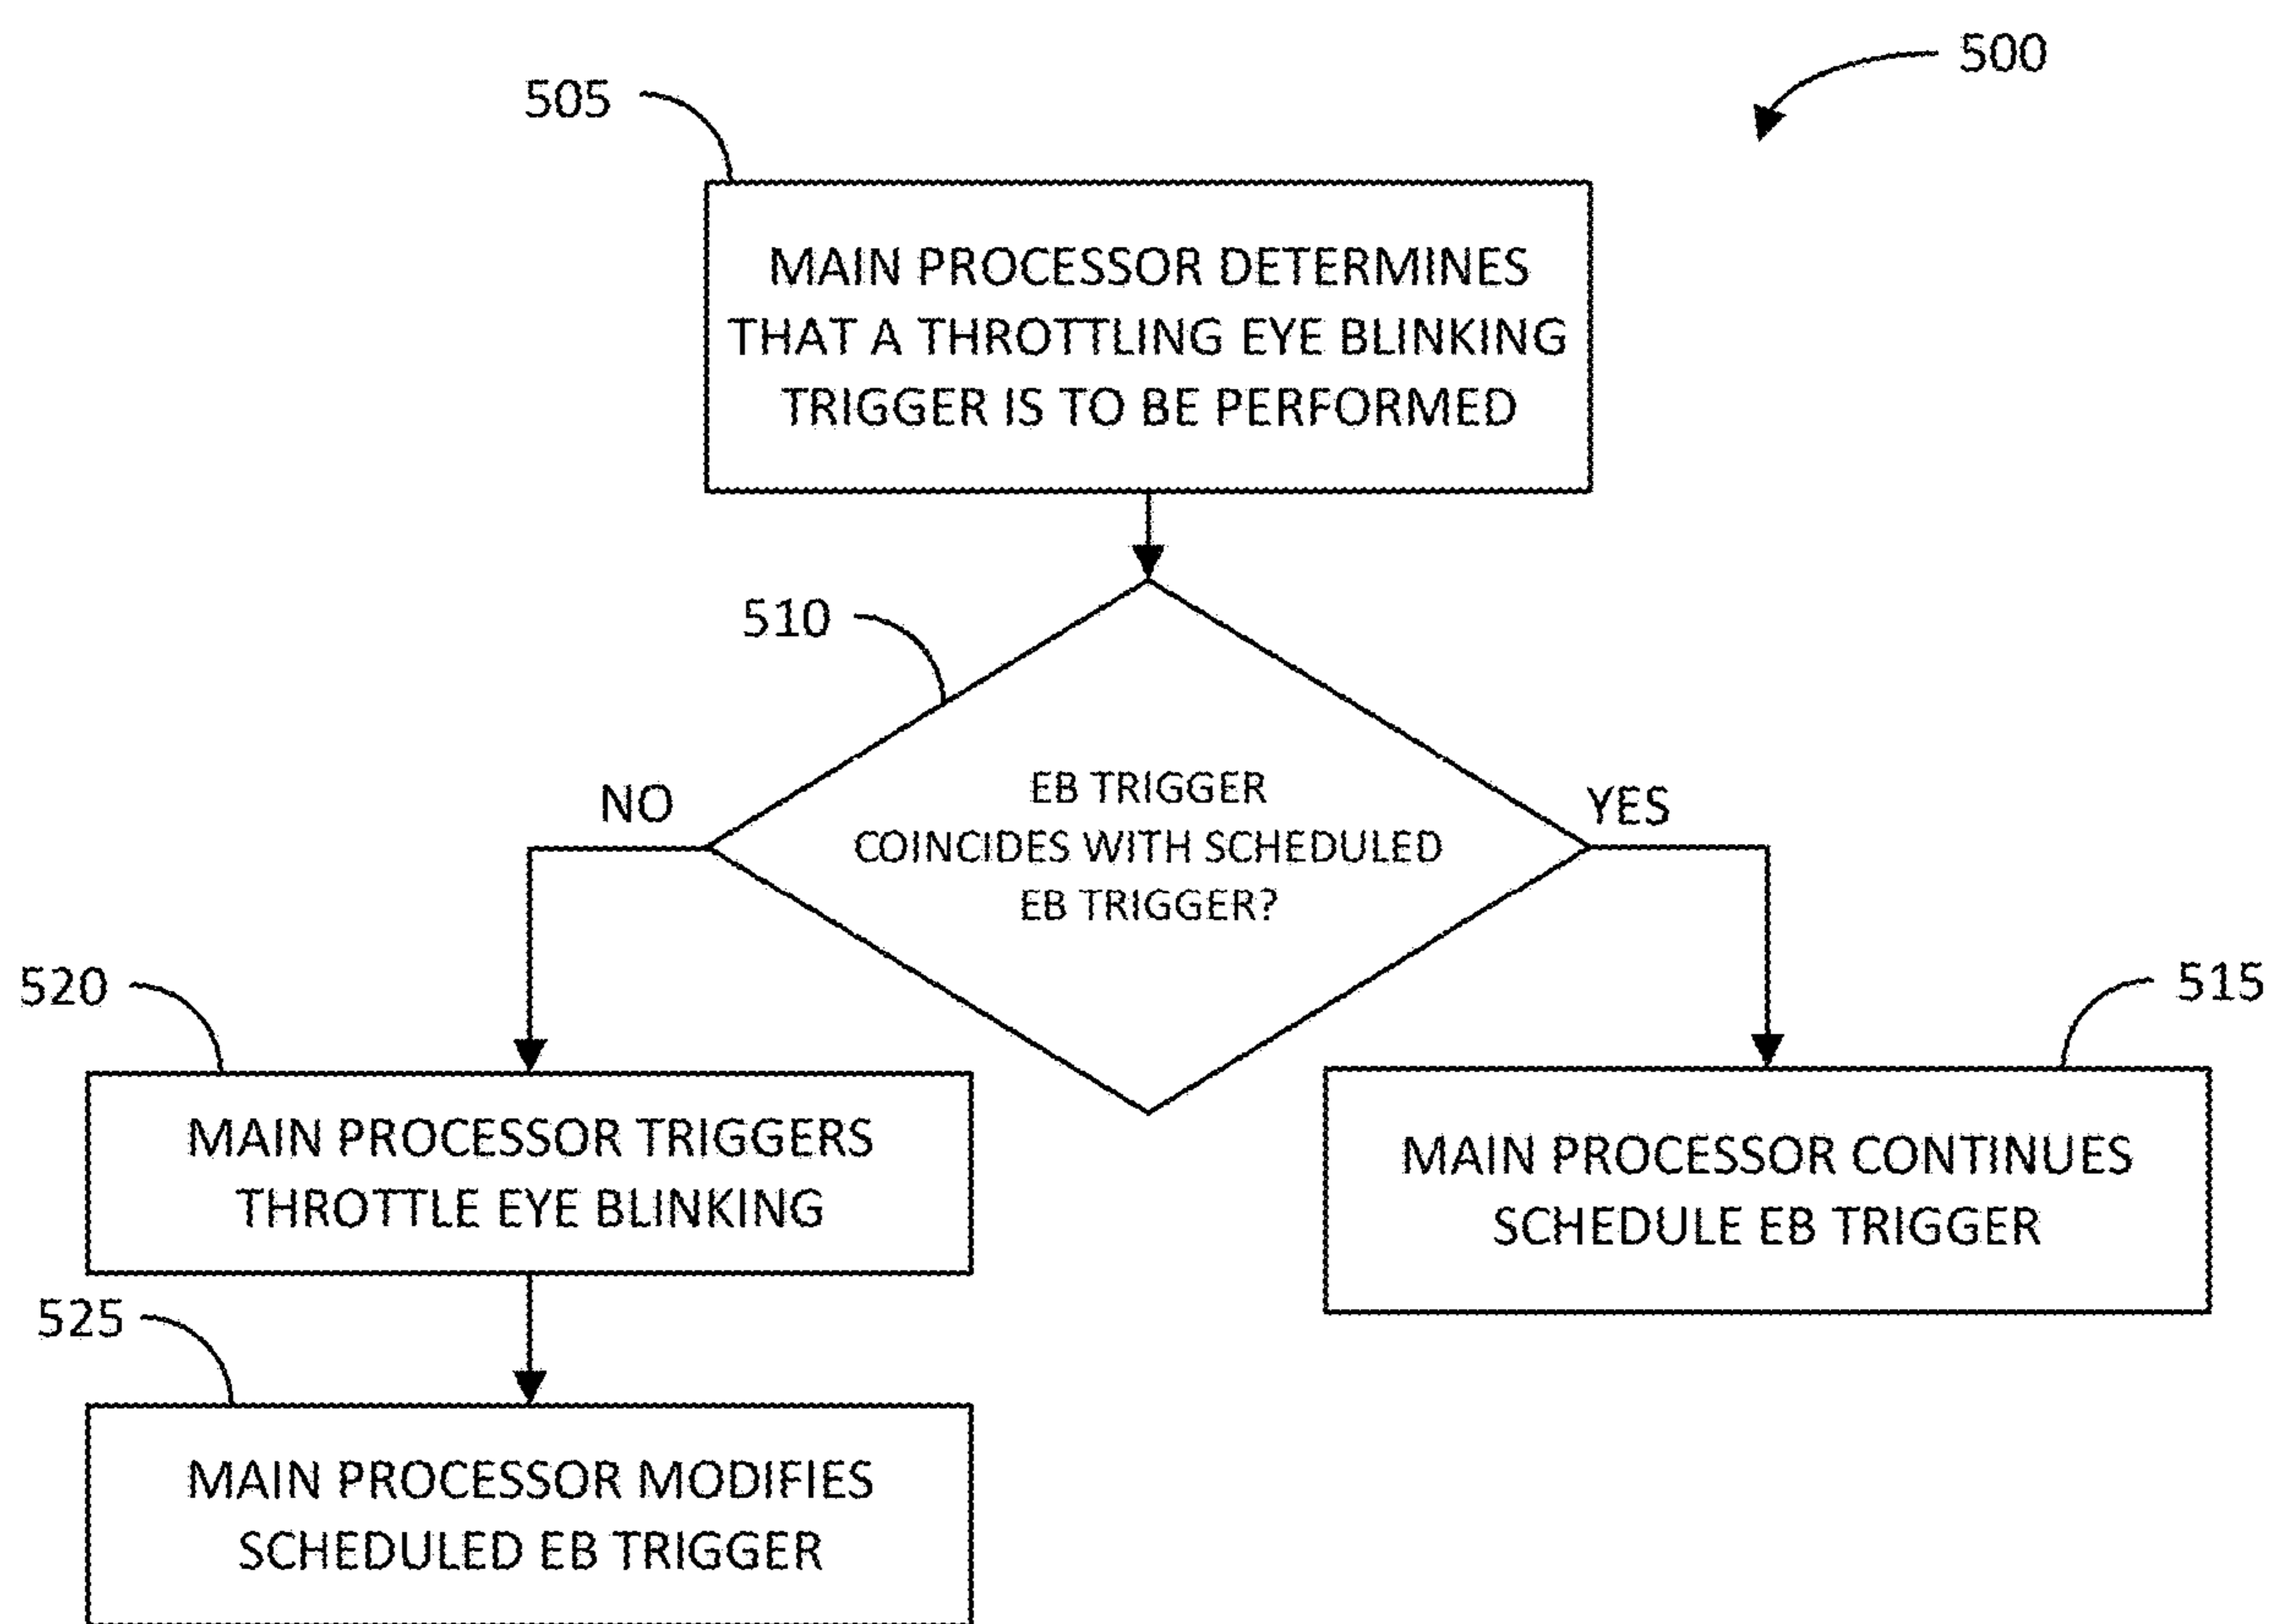 500
505
MAIN PROCESSOR DETERMINES
THAT A THROTTLING EYE BLINKING
TRIGGER IS TO BE PERFORMED
510
EB TRIGGER
COINCIDES WITH SCHEDULED
EB TRIGGER?
NO
YES
520
515
MAIN PROCESSOR TRIGGERS
THROTTLE EYE BLINKING
MAIN PROCESSOR CONTINUES
SCHEDULE EB TRIGGER
525
MAIN PROCESSOR MODIFIES
SCHEDULED EB TRIGGER